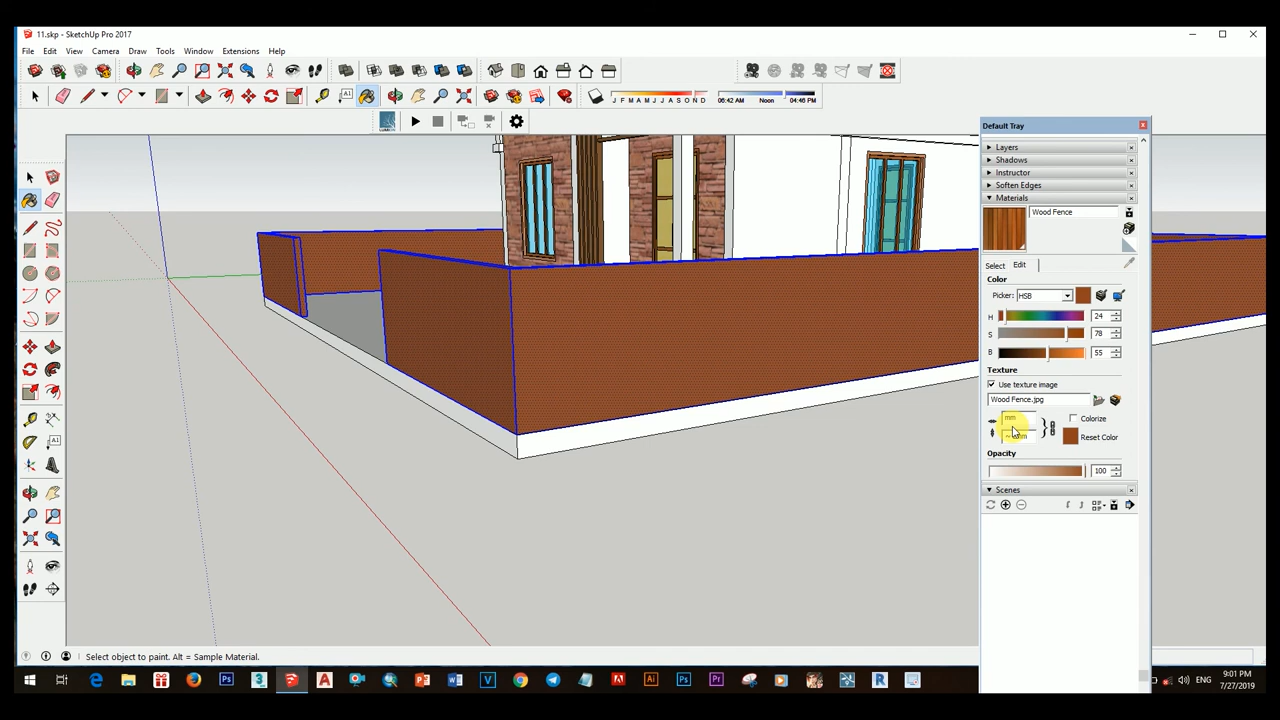 11.skp - SketchUp Pro 2017
File Edit View Camera Draw Tools Window Extensions Help
J F M A M J J A S O N D 06:42 AM Noon 04:46 PM
Default Tray
Layers
Shadows
Instructor
Soften Edges
Materials
Wood Fence
Select Edit
Color
Picker: HSB
H 24
S 78
B 55
Texture
Use texture image
Wood Fence.jpg
mm Colorize
Reset Color
Opacity
100
Scenes
Select object to paint. Alt = Sample Material.
ENG
9:01 PM
7/27/2019